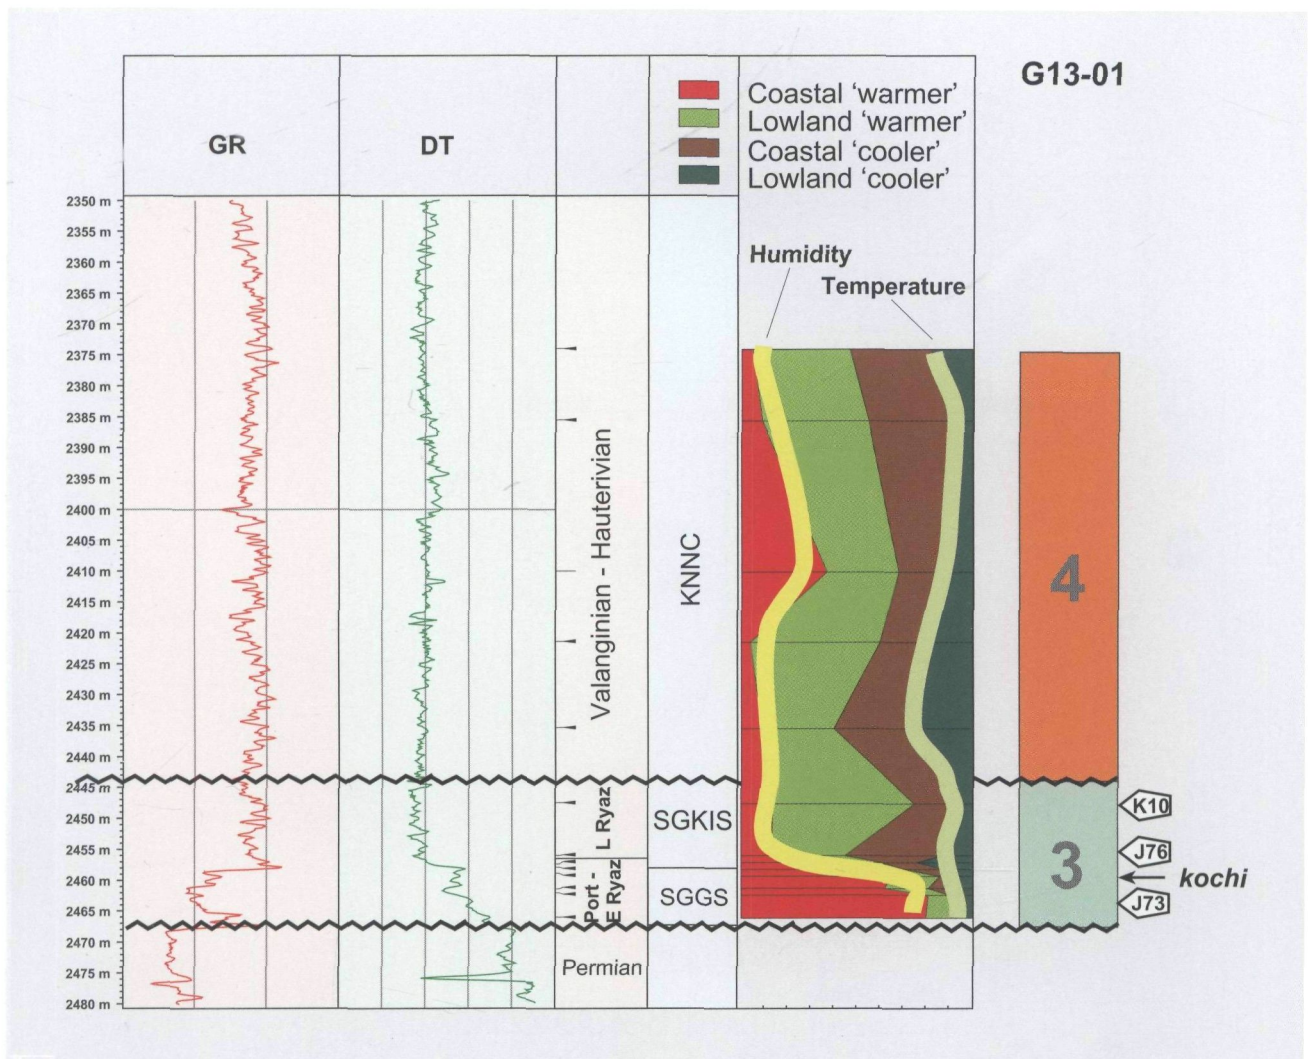 G13-01
Coastal 'warmer'
Lowland 'warmer'
Coastal 'cooler'
Lowland 'cooler'
GR
DT
Humidity
Temperature
2350 m
2355 m
2360 m
2365 m
2370 m
2375 m
2380 m
2385 m
2390 m
2395 m
2400 m
2405 m
2410 m
2415 m
2420 m
2425 m
2430 m
2435 m
2440 m
2445 m
2450 m
2455 m
2460 m
2465 m
2470 m
2475 m
2480 m
Valanginian - Hauterivian
L Ryaz
Port -
E Ryaz
Permian
KNNC
SGKIS
SGGS
4
3
K10
J76
kochi
J73